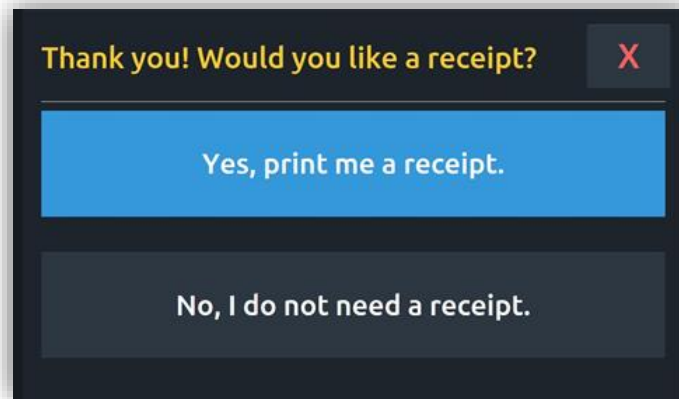 Thank you! Would you like a receipt?
X
Yes, print me a receipt.
No, I do not need a receipt.